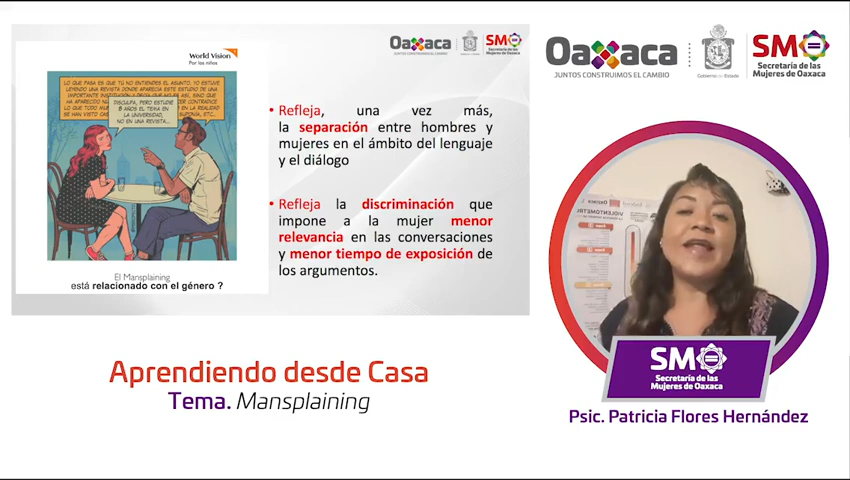 World Vision
Por los niños
Oaxaca
JUNTOS CONSTRUIMOS EL CAMBIO
SM
Secretaría de las
Mujeres de Oaxaca
LO QUE PASA ES QUE TÚ NO ENTIENDES EL ASUNTO, YO ESTUVE
LEYENDO UNA REVISTA DONDE APARECÍA ESTE ESTUDIO DE UNA
DISCULPA, PERO ESTUDIÉ
8 AÑOS EL TEMA EN
LA UNIVERSIDAD,
NO EN UNA REVISTA...
• Refleja, una vez más,
la separación entre hombres y
mujeres en el ámbito del lenguaje
y el diálogo
• Refleja la discriminación que
impone a la mujer menor
relevancia en las conversaciones
y menor tiempo de exposición de
los argumentos.
El Mansplaining
está relacionado con el género ?
Oaxaca
JUNTOS CONSTRUIMOS EL CAMBIO
Gobierno del Estado
SM
Secretaría de las
Mujeres de Oaxaca
VIOLENTOMETRO
SM
Secretaría de las
Mujeres de Oaxaca
Psic. Patricia Flores Hernández
Aprendiendo desde Casa
Tema. Mansplaining